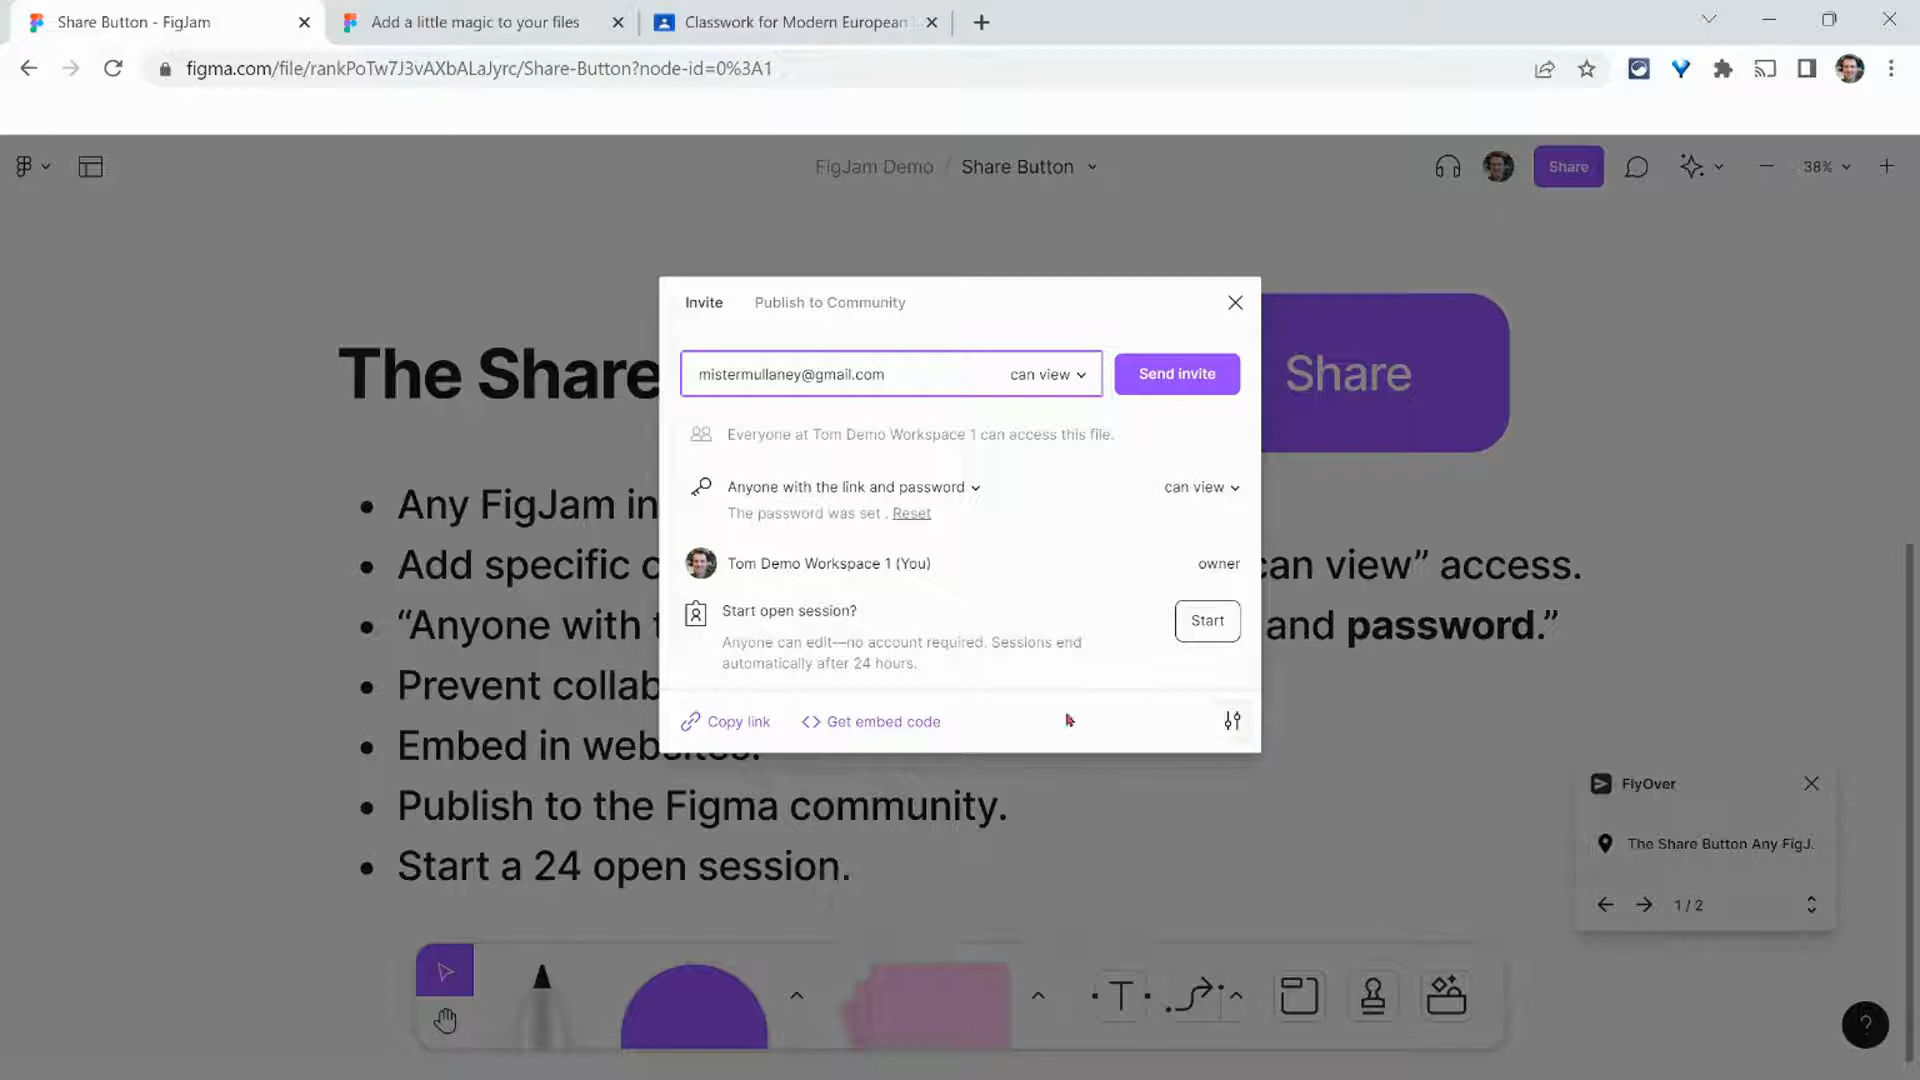 Share Button - FigJam
Add a little magic to your files
Classwork for Modern European
figma.com/file/rankPoTw7J3vAXbALaJyrc/Share-Button?node-id=0%3A1
FigJam Demo / Share Button
Share
38%
Invite
Publish to Community
mistermullaney@gmail.com
can view
Send invite
Everyone at Tom Demo Workspace 1 can access this file.
Anyone with the link and password
can view
The password was set . Reset
Tom Demo Workspace 1 (You)
owner
Start open session?
Anyone can edit—no account required. Sessions end
automatically after 24 hours.
Start
Copy link
<> Get embed code
The Share
Share
• Any FigJam in
• Add specific can view” access.
• “Anyone with and password.”
• Prevent collab
• Embed in websites.
• Publish to the Figma community.
• Start a 24 open session.
FlyOver
The Share Button Any FigJ.
1 / 2
T
?